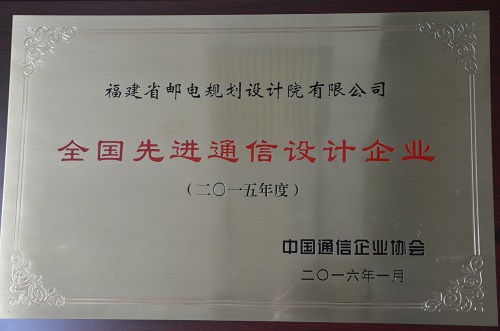 福建省邮电规划设计院有限公司
全国先进通信设计企业
（二〇一五年度）
中国通信企业协会
二〇一六年一月